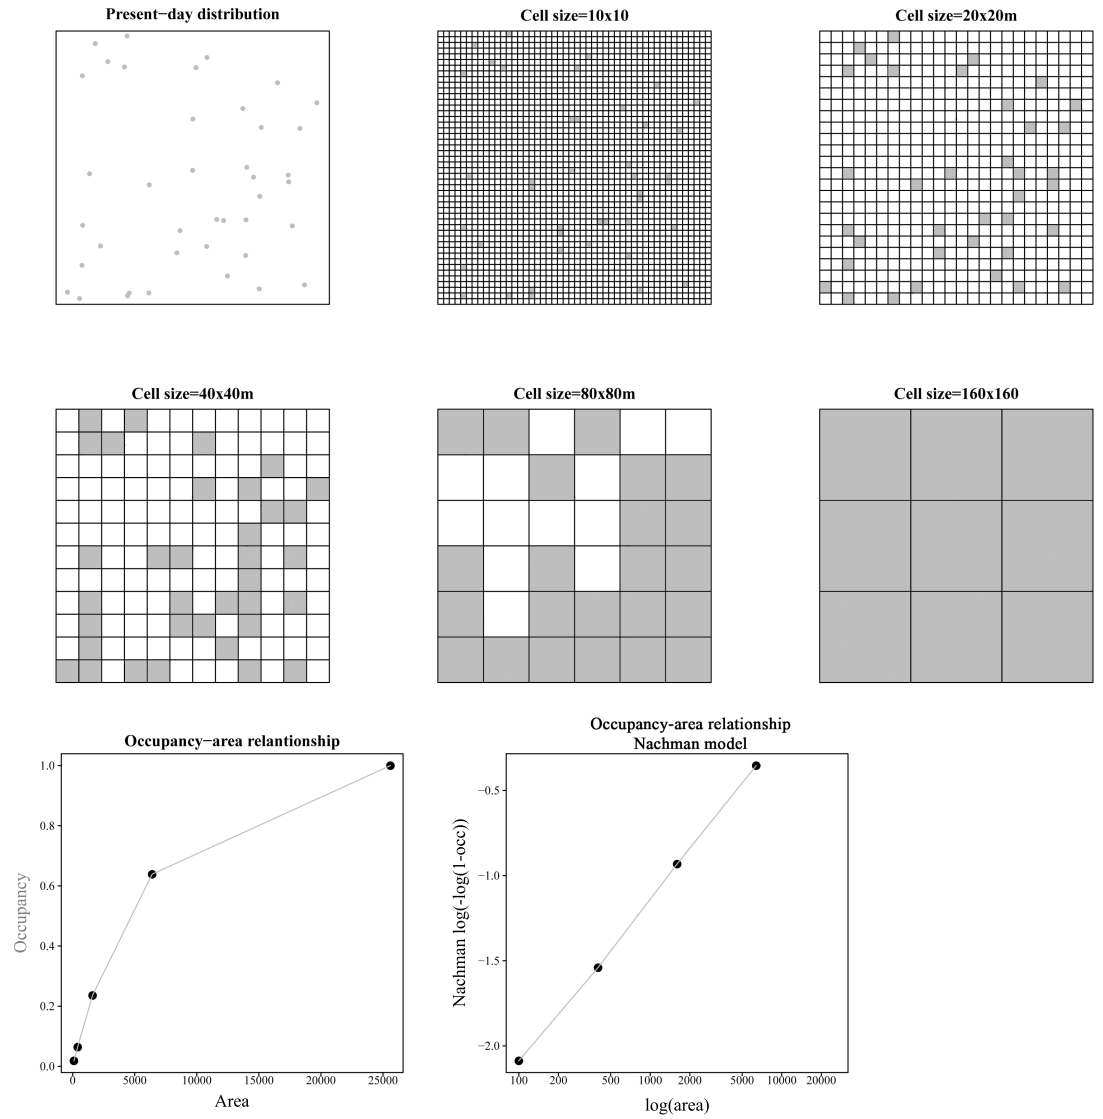 Present−day distribution
Cell size=10x10
Cell size=20x20m
Cell size=40x40m
Cell size=80x80m
Cell size=160x160
Occupancy−area relantionship
Occupancy
1.0
0.8
0.6
0.4
0.2
0.0
0
5000
10000
15000
20000
25000
Area
Occupancy-area relationship
Nachman model
Nachman log(-log(1-occ))
−0.5
−1.0
−1.5
−2.0
100
200
500
1000
2000
5000
10000
20000
log(area)